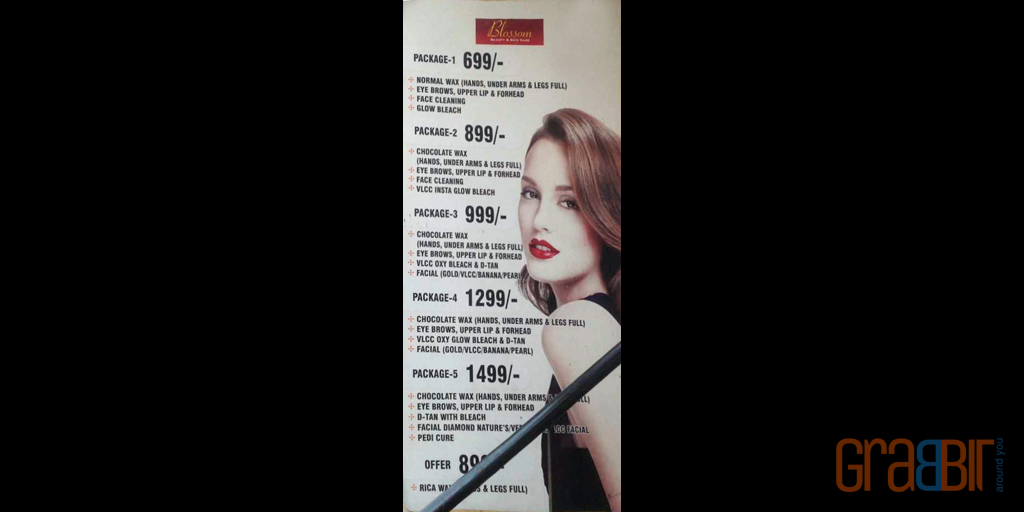 Blossom
BEAUTY & SKIN CARE
PACKAGE-1 699/-
NORMAL WAX (HANDS, UNDER ARMS & LEGS FULL)
EYE BROWS, UPPER LIP & FORHEAD
FACE CLEANING
GLOW BLEACH
PACKAGE-2 899/-
CHOCOLATE WAX
(HANDS, UNDER ARMS & LEGS FULL)
EYE BROWS, UPPER LIP & FORHEAD
FACE CLEANING
VLCC INSTA GLOW BLEACH
PACKAGE-3 999/-
CHOCOLATE WAX
(HANDS, UNDER ARMS & LEGS FULL)
EYE BROWS, UPPER LIP & FORHEAD
VLCC OXY BLEACH & D-TAN
FACIAL (GOLD/VLCC/BANANA/PEARL
PACKAGE-4 1299/-
CHOCOLATE WAX (HANDS, UNDER ARMS & LEGS FULL)
EYE BROWS, UPPER LIP & FORHEAD
VLCC OXY GLOW BLEACH & D-TAN
FACIAL (GOLD/VLCC/BANANA/PEARL)
PACKAGE-5 1499/-
CHOCOLATE WAX (HANDS, UNDER ARMS
EYE BROWS, UPPER LIP & FORHEAD
D-TAN WITH BLEACH
FACIAL DIAMOND NATURE'S FACIAL
PEDI CURE
OFFER
RICA & LEGS FULL)
GRABBIT
around you